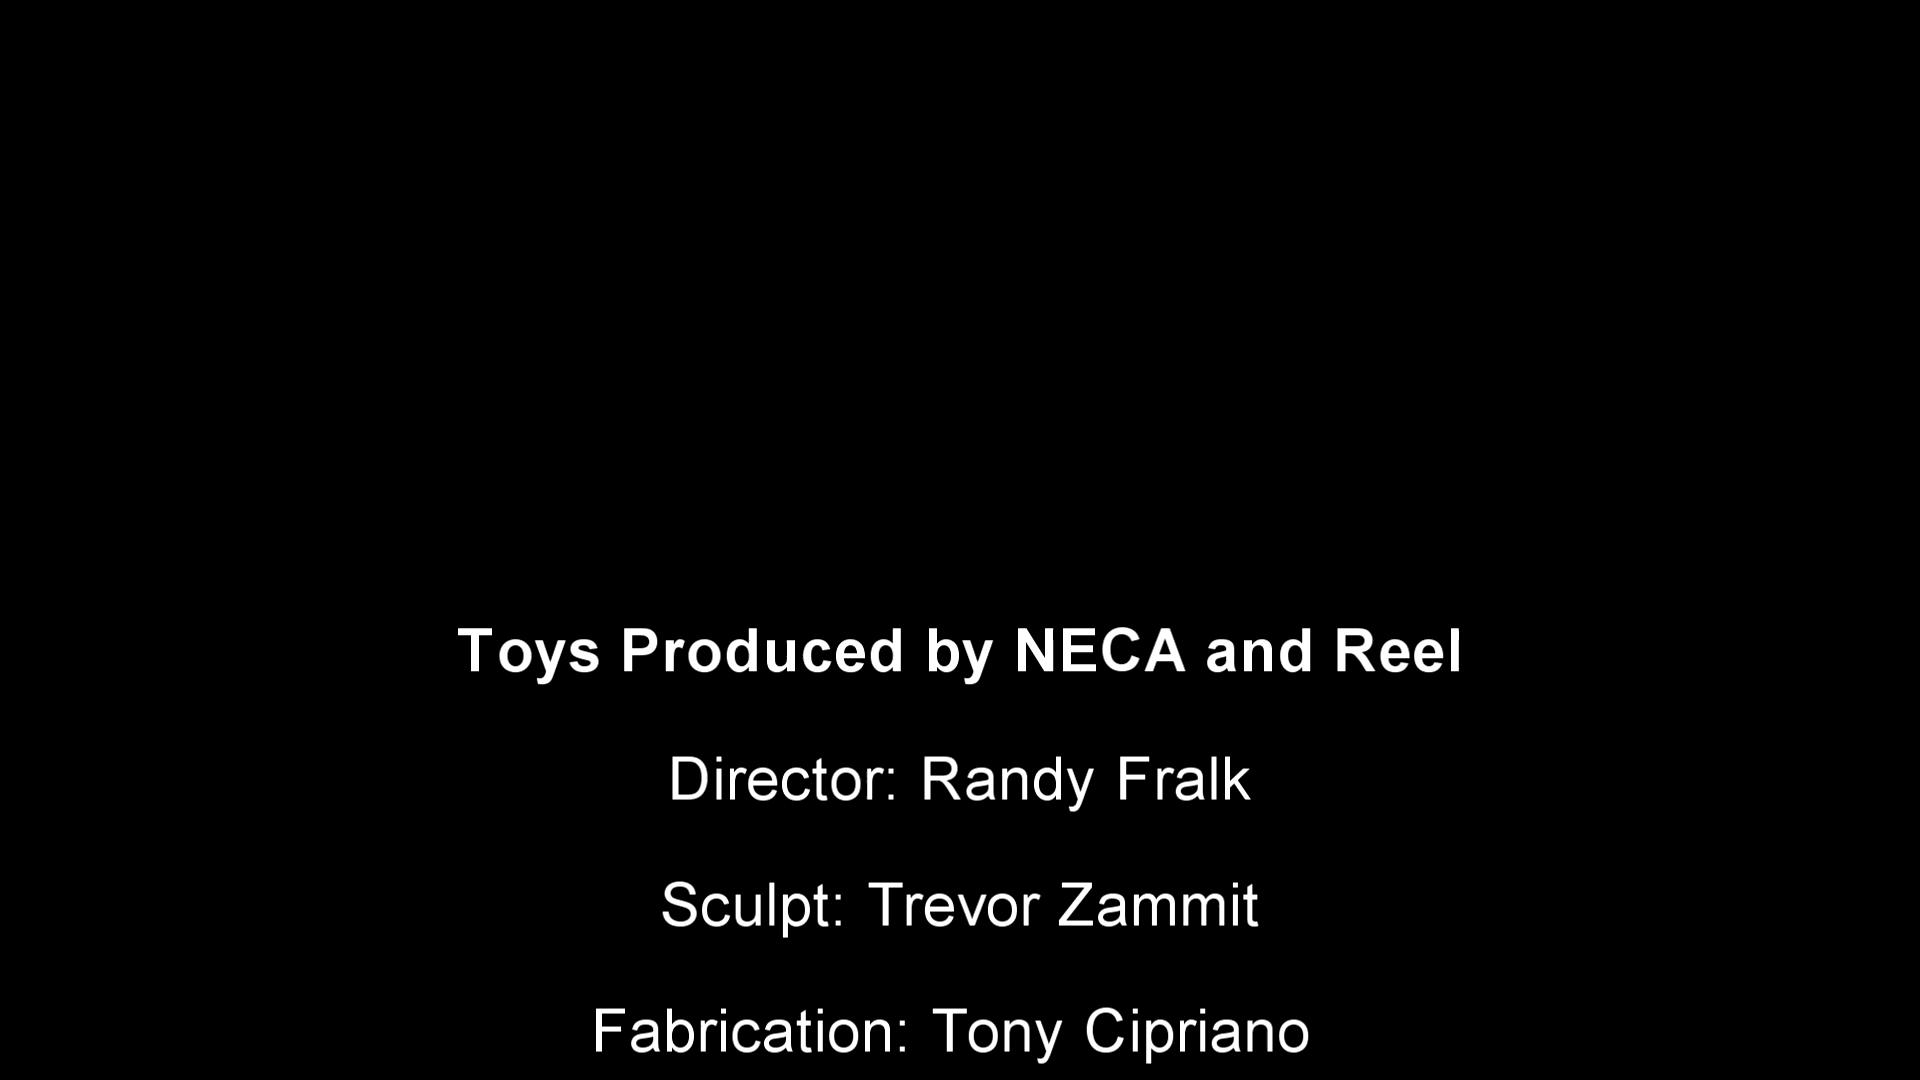 Toys Produced by NECA and Reel
Director: Randy Fralk
Sculpt: Trevor Zammit
Fabrication: Tony Cipriano